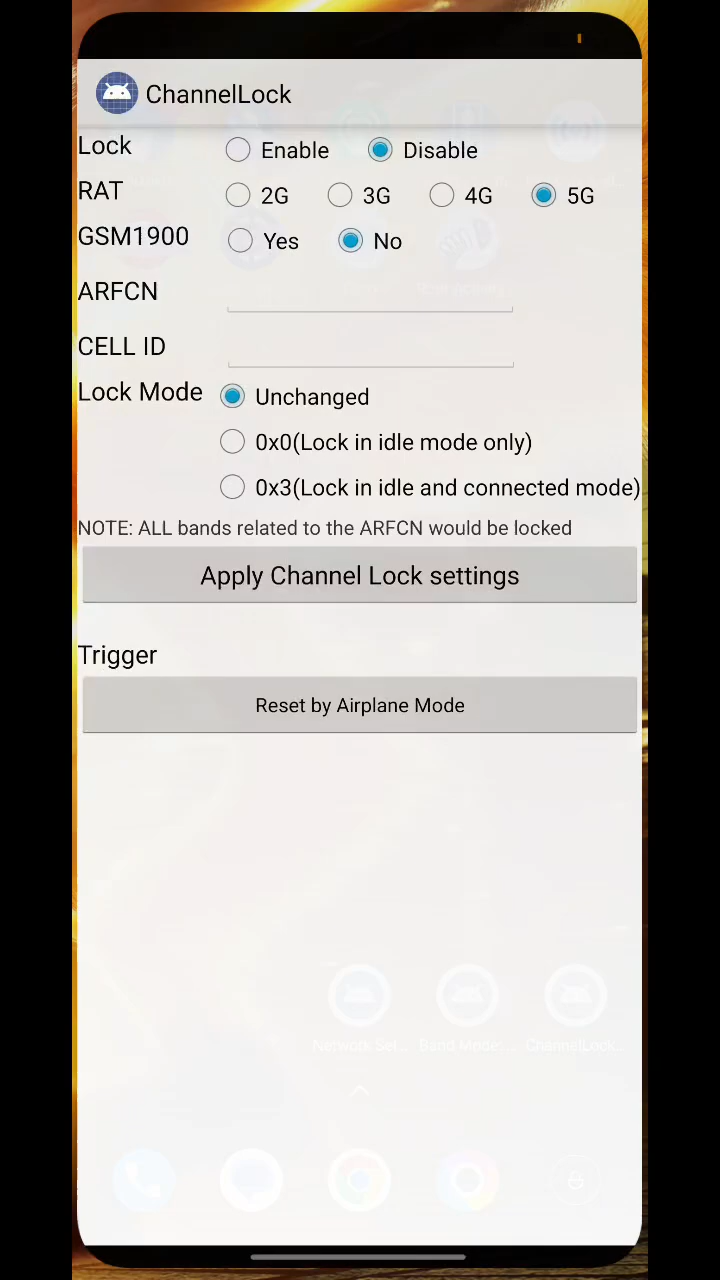 ChannelLock
Lock Enable Disable
RAT 2G 3G 4G 5G
GSM1900 Yes No
ARFCN
CELL ID
Lock Mode Unchanged
0x0(Lock in idle mode only)
0x3(Lock in idle and connected mode)
NOTE: ALL bands related to the ARFCN would be locked
Apply Channel Lock settings
Trigger
Reset by Airplane Mode
Network Set... Band Mode:... ChannelLock...